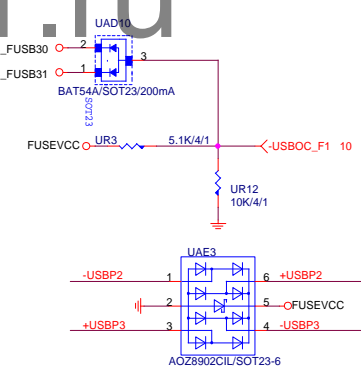 .ru
UAD10
_FUSB30 2
3
_FUSB31 1
BAT54A/SOT23/200mA
SOT23
FUSEVCC UR3 5.1K/4/1 -USBOC_F1 10
UR12
10K/4/1
UAE3
-USBP2 1 6 +USBP2
2 5 FUSEVCC
+USBP3 3 4 -USBP3
AOZ8902CIL/SOT23-6